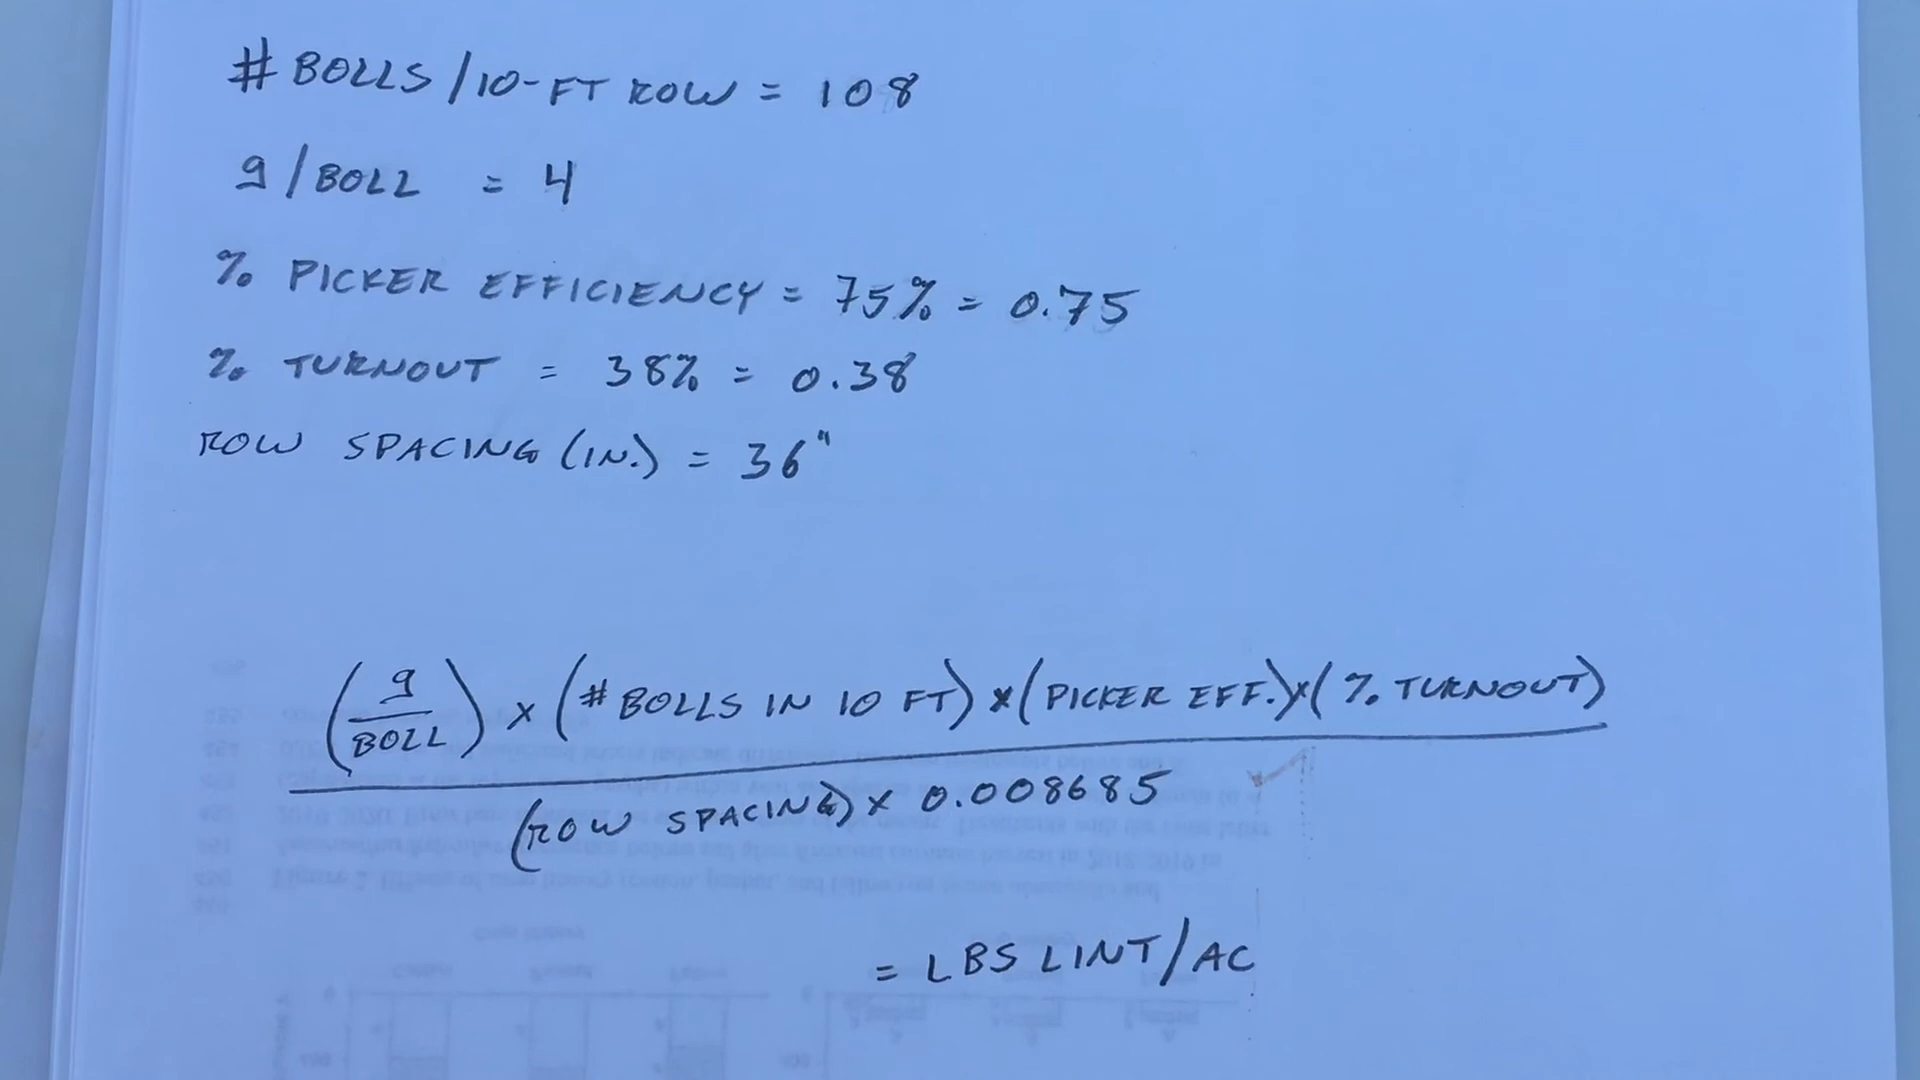 # BOLLS / 10-FT ROW = 108
g / BOLL = 4
% PICKER EFFICIENCY = 75% = 0.75
% TURNOUT = 38% = 0.38
ROW SPACING (IN.) = 36"
(g/BOLL) x (# BOLLS IN 10 FT) x (PICKER EFF.) x (% TURNOUT)
(ROW SPACING) x 0.008685
= LBS LINT/AC